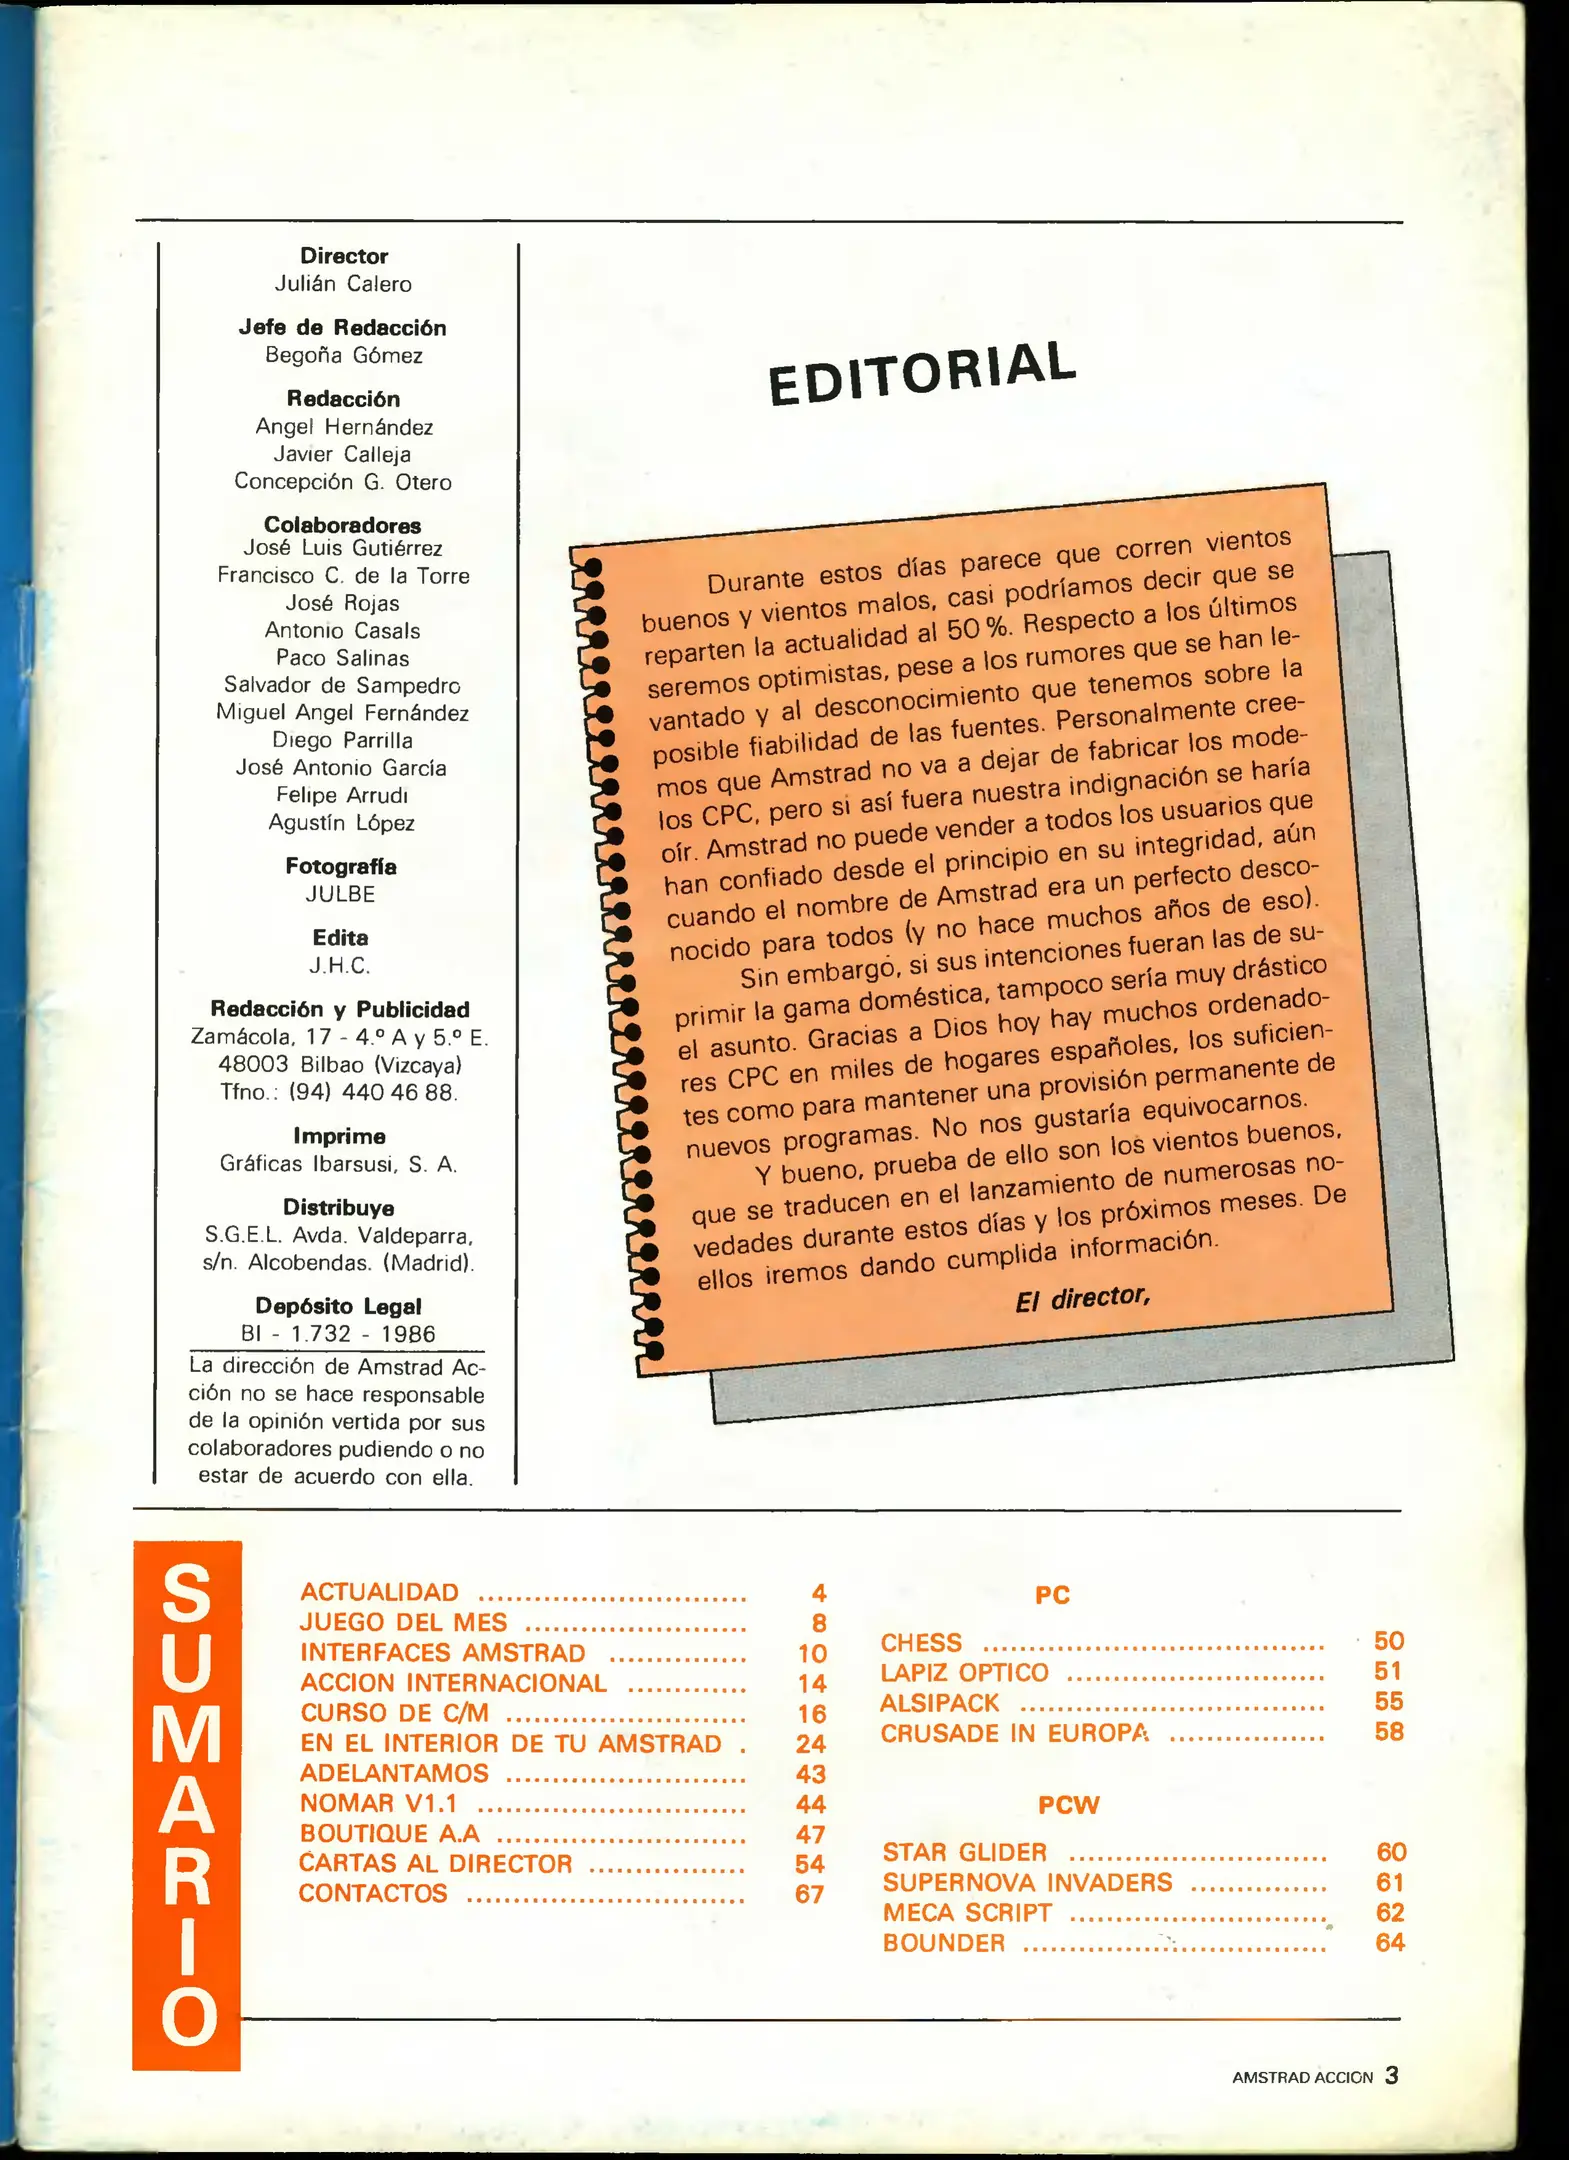 Director
Julián Calero
Jefe de Redacción
Begoña Gómez
Redacción
Angel Hernández
Javier Calleja
Concepción G. Otero
Colaboradores
José Luis Gutiérrez
Francisco C. de la Torre
José Rojas
Antonio Casals
Paco Salinas
Salvador de Sampedro
Miguel Angel Fernández
Diego Parrilla
José Antonio García
Felipe Arrudi
Agustín López
Fotografía
JULBE
Edita
J.H.C.
Redacción y Publicidad
Zamácola, 17 - 4.º A y 5.º E.
48003 Bilbao (Vizcaya)
Tfno.: (94) 440 46 88.
Imprime
Gráficas Ibarsusi, S. A.
Distribuye
S.G.E.L. Avda. Valdeparra,
s/n. Alcobendas. (Madrid).
Depósito Legal
BI - 1.732 - 1986
La dirección de Amstrad Ac-
ción no se hace responsable
de la opinión vertida por sus
colaboradores pudiendo o no
estar de acuerdo con ella.
EDITORIAL
Durante estos días parece que corren vientos
buenos y vientos malos, casi podríamos decir que se
reparten la actualidad al 50 %. Respecto a los últimos
seremos optimistas, pese a los rumores que se han le-
vantado y al desconocimiento que tenemos sobre la
posible fiabilidad de las fuentes. Personalmente cree-
mos que Amstrad no va a dejar de fabricar los mode-
los CPC, pero si así fuera nuestra indignación se haría
oír. Amstrad no puede vender a todos los usuarios que
han confiado desde el principio en su integridad, aún
cuando el nombre de Amstrad era un perfecto desco-
nocido para todos (y no hace muchos años de eso).
Sin embargo, si sus intenciones fueran las de su-
primir la gama doméstica, tampoco sería muy drástico
el asunto. Gracias a Dios hoy hay muchos ordenado-
res CPC en miles de hogares españoles, los suficien-
tes como para mantener una provisión permanente de
nuevos programas. No nos gustaría equivocarnos.
Y bueno, prueba de ello son los vientos buenos,
que se traducen en el lanzamiento de numerosas no-
vedades durante estos días y los próximos meses. De
ellos iremos dando cumplida información.
El director,
SUMARIO
ACTUALIDAD ............................. 4
JUEGO DEL MES ........................ 8
INTERFACES AMSTRAD ............... 10
ACCION INTERNACIONAL ............. 14
CURSO DE C/M .......................... 16
EN EL INTERIOR DE TU AMSTRAD . 24
ADELANTAMOS .......................... 43
NOMAR V1.1 ............................. 44
BOUTIQUE A.A ........................... 47
CARTAS AL DIRECTOR ................. 54
CONTACTOS .............................. 67
PC
CHESS ..................................... 50
LAPIZ OPTICO ............................ 51
ALSIPACK ................................. 55
CRUSADE IN EUROPA ................. 58
PCW
STAR GLIDER ............................ 60
SUPERNOVA INVADERS ............... 61
MECA SCRIPT ............................ 62
BOUNDER ................................. 64
AMSTRAD ACCION 3